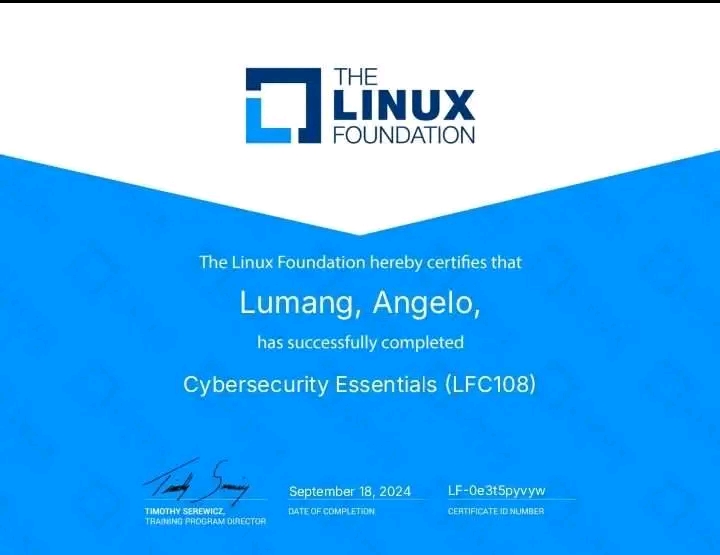 THE
LINUX
FOUNDATION
The Linux Foundation hereby certifies that
Lumang, Angelo,
has successfully completed
Cybersecurity Essentials (LFC108)
September 18, 2024
LF-0e3t5pyvyw
TIMOTHY SEREWICZ,
TRAINING PROGRAM DIRECTOR
DATE OF COMPLETION
CERTIFICATE ID NUMBER